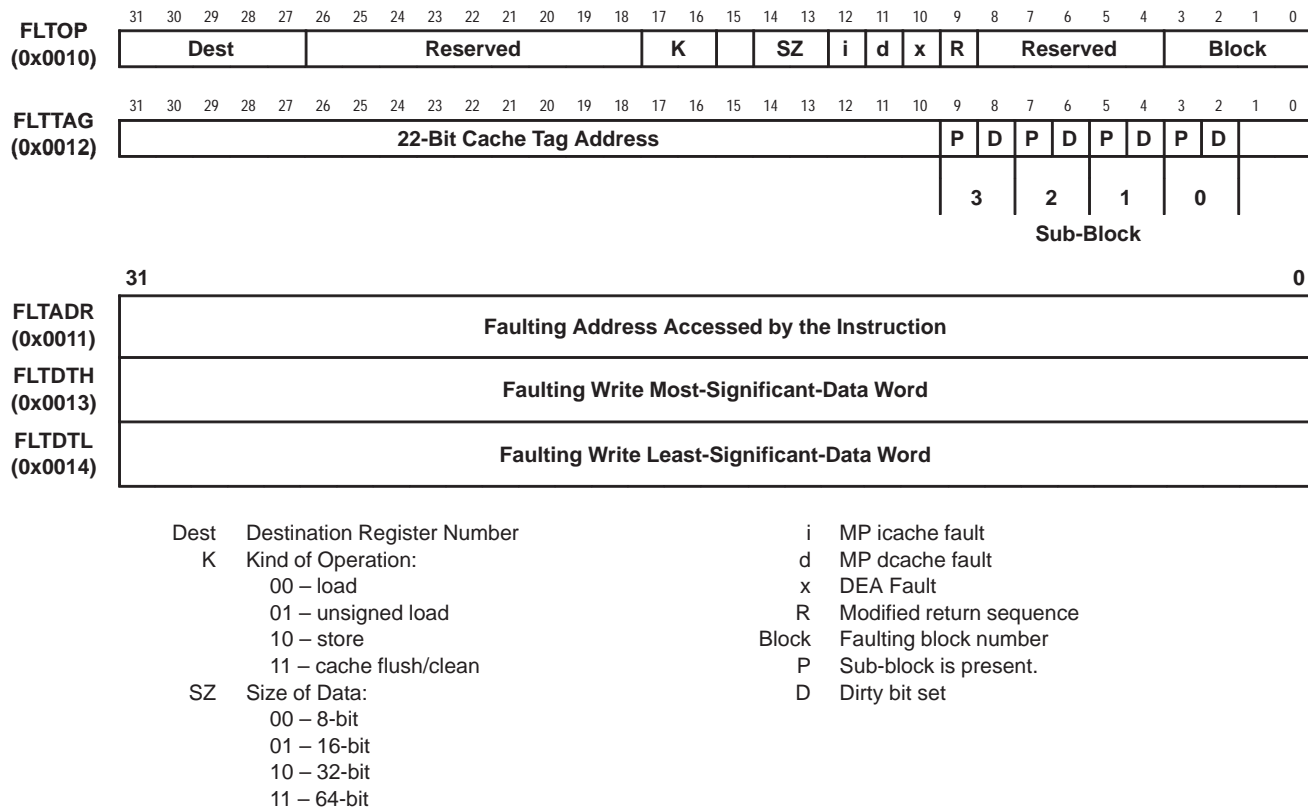 31 30 29 28 27 26 25 24 23 22 21 20 19 18 17 16 15 14 13 12 11 10 9 8 7 6 5 4 3 2 1 0
FLTOP
(0x0010)
Dest Reserved K SZ i d x R Reserved Block
31 30 29 28 27 26 25 24 23 22 21 20 19 18 17 16 15 14 13 12 11 10 9 8 7 6 5 4 3 2 1 0
FLTTAG
(0x0012)
22-Bit Cache Tag Address P D P D P D P D
3 2 1 0
Sub-Block
31 0
FLTADR
(0x0011)
Faulting Address Accessed by the Instruction
FLTDTH
(0x0013)
Faulting Write Most-Significant-Data Word
FLTDTL
(0x0014)
Faulting Write Least-Significant-Data Word
Dest Destination Register Number
K Kind of Operation:
00 – load
01 – unsigned load
10 – store
11 – cache flush/clean
SZ Size of Data:
00 – 8-bit
01 – 16-bit
10 – 32-bit
11 – 64-bit
i MP icache fault
d MP dcache fault
x DEA Fault
R Modified return sequence
Block Faulting block number
P Sub-block is present.
D Dirty bit set